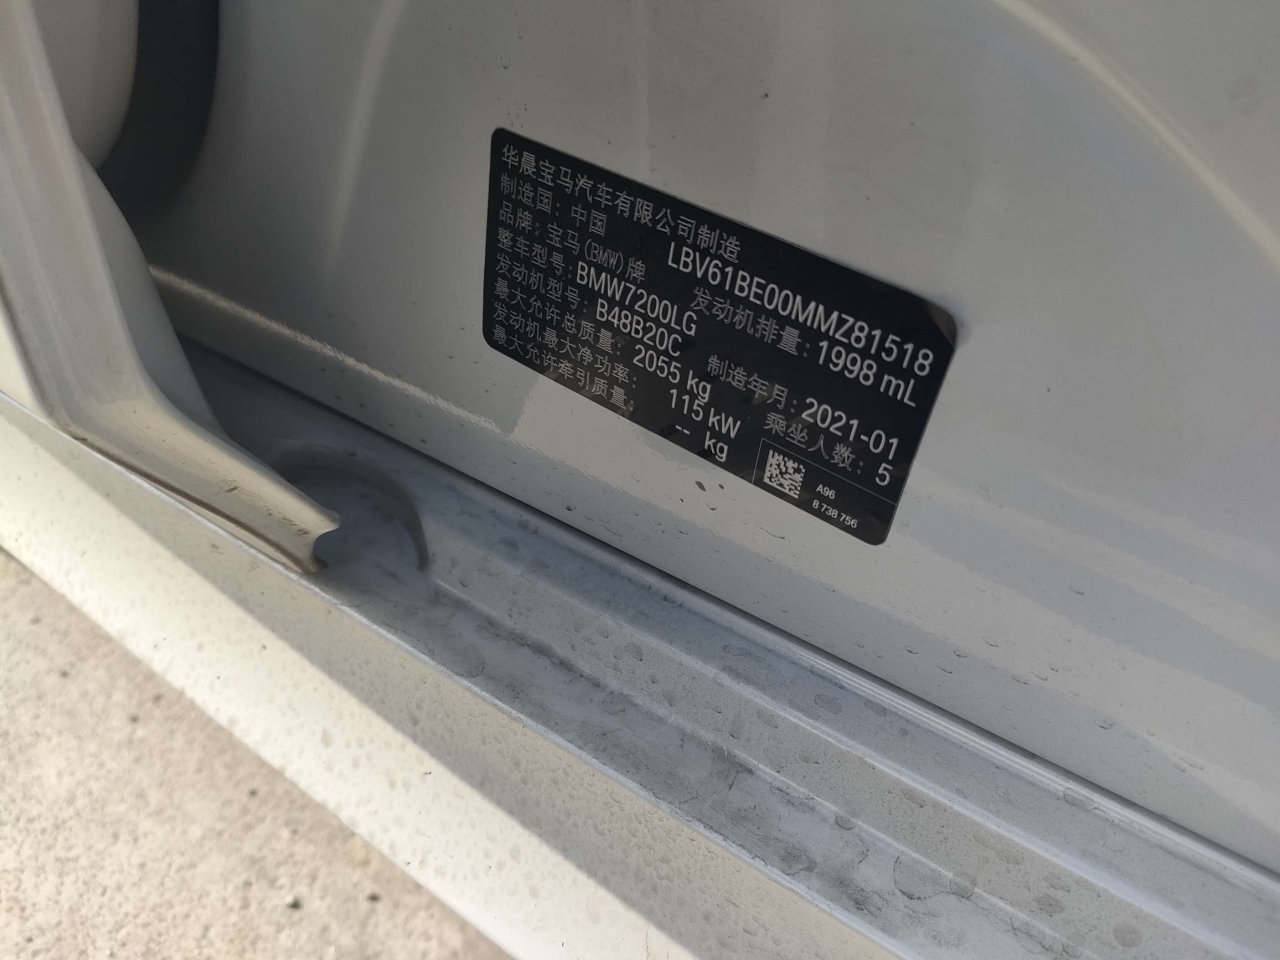 华晨宝马汽车有限公司制造
制造国：中国
LBV61BE00MMZ81518
品牌：宝马(BMW)牌
发动机排量：1998 mL
整车型号：BMW7200LG
发动机型号：B48B20C
制造年月：2021-01
最大允许总质量：2055 kg
乘坐人数：5
发动机最大净功率：115 kW
最大允许牵引质量：-- kg
A96
8 738 756